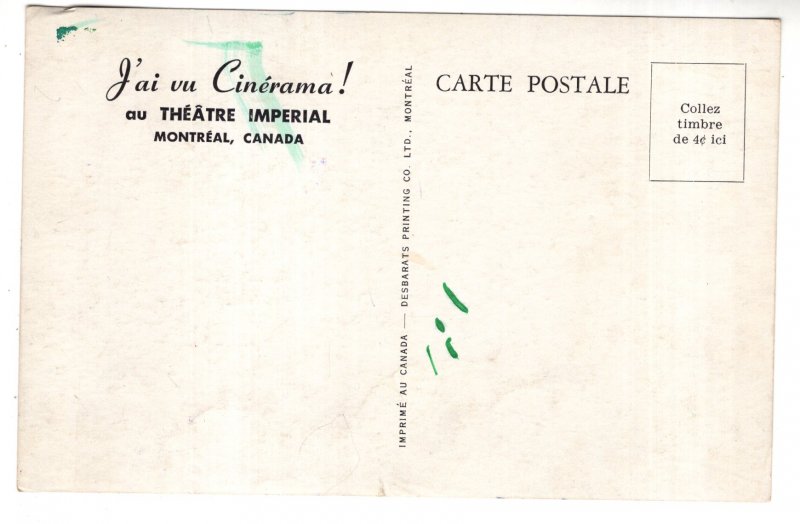 J'ai vu Cinérama!
au THÉÂTRE IMPERIAL
MONTRÉAL, CANADA
IMPRIMÉ AU CANADA — DESBARATS PRINTING CO. LTD., MONTRÉAL
CARTE POSTALE
Collez
timbre
de 4¢ ici